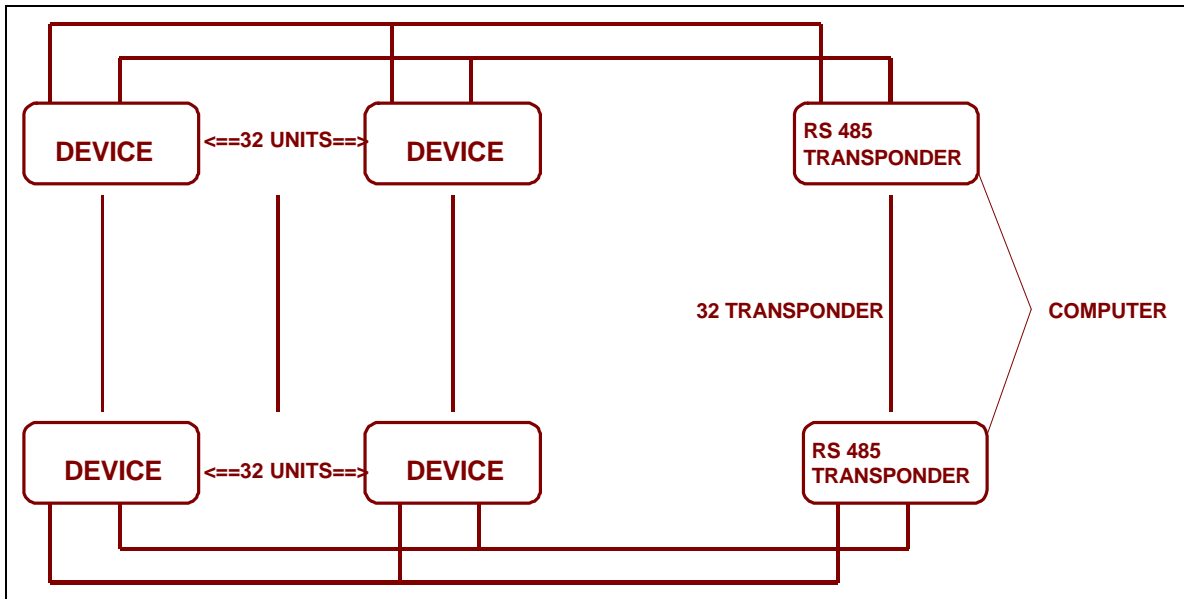 DEVICE
<==32 UNITS==>
DEVICE
RS 485
TRANSPONDER
32 TRANSPONDER
COMPUTER
DEVICE
<==32 UNITS==>
DEVICE
RS 485
TRANSPONDER